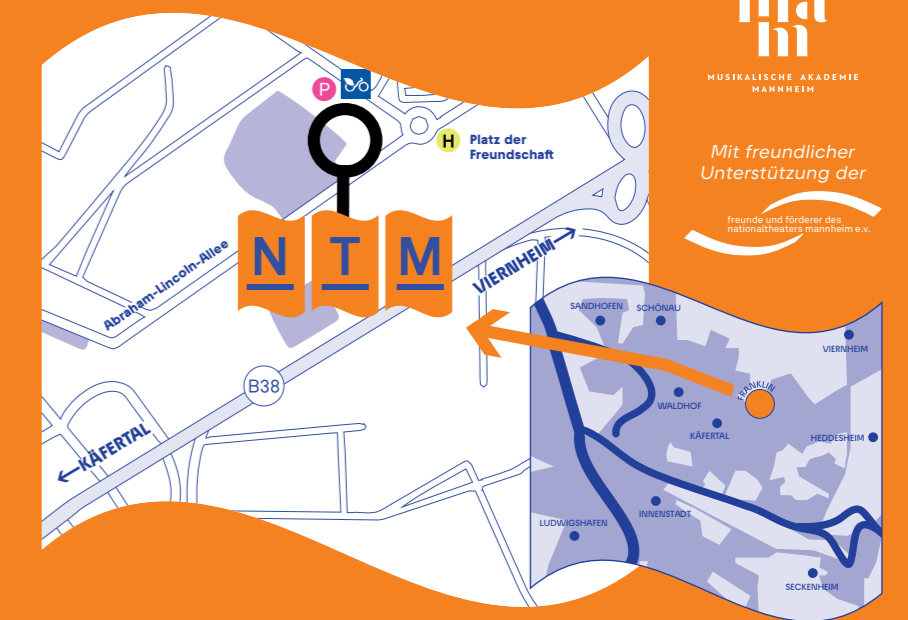 mam
MUSIKALISCHE AKADEMIE
MANNHEIM
P
H
Platz der
Freundschaft
Mit freundlicher
Unterstützung der
freunde und förderer des
nationaltheaters mannheim e.v.
N T M
Abraham-Lincoln-Allee
VIERNHEIM→
B38
←KÄFERTAL
SANDHOFEN
SCHÖNAU
VIERNHEIM
FRANKLIN
WALDHOF
KÄFERTAL
HEDDESHEIM
INNENSTADT
LUDWIGSHAFEN
SECKENHEIM